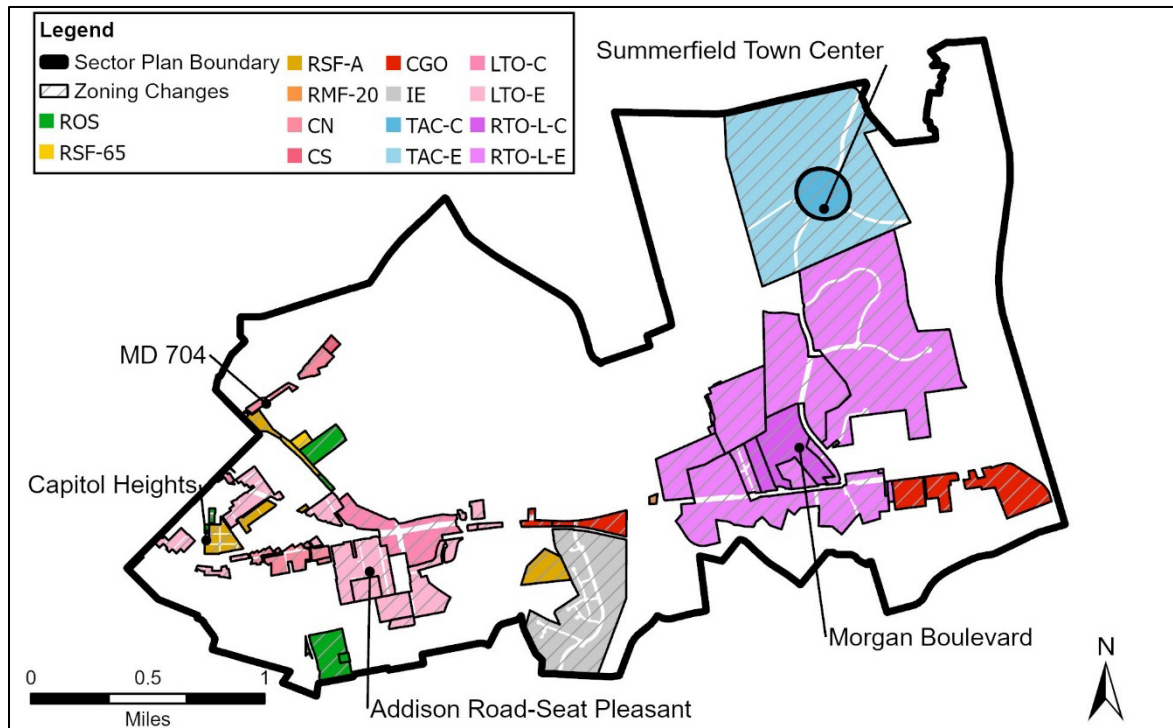 Legend
Sector Plan Boundary
Zoning Changes
ROS
RSF-65
RSF-A
RMF-20
CN
CS
CGO
IE
TAC-C
TAC-E
LTO-C
LTO-E
RTO-L-C
RTO-L-E
Summerfield Town Center
MD 704
Capitol Heights
Morgan Boulevard
Addison Road-Seat Pleasant
0 0.5 1
Miles
N